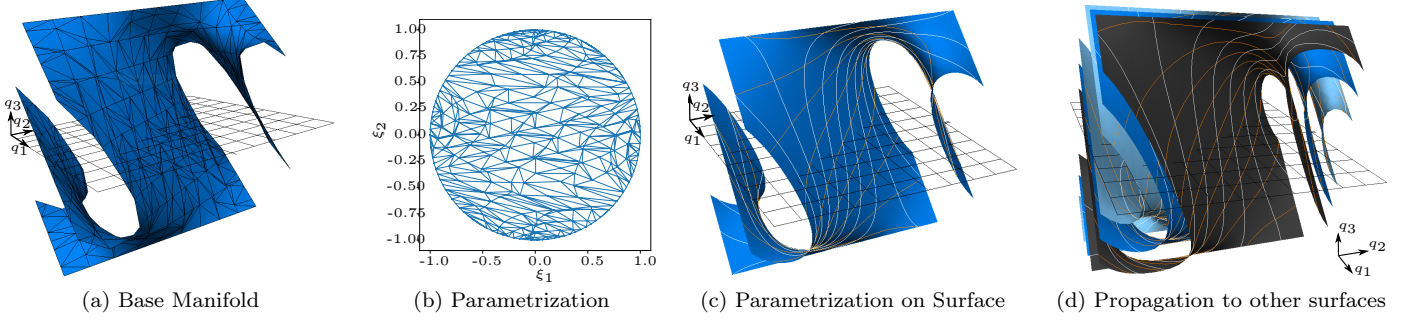 q₃
q₂
q₁
1.00
0.75
0.50
0.25
0.00
-0.25
-0.50
-0.75
-1.00
ξ₂
-1.0 -0.5 0.0 0.5 1.0
ξ₁
q₃
q₂
q₁
q₃
q₂
q₁
(a) Base Manifold
(b) Parametrization
(c) Parametrization on Surface
(d) Propagation to other surfaces